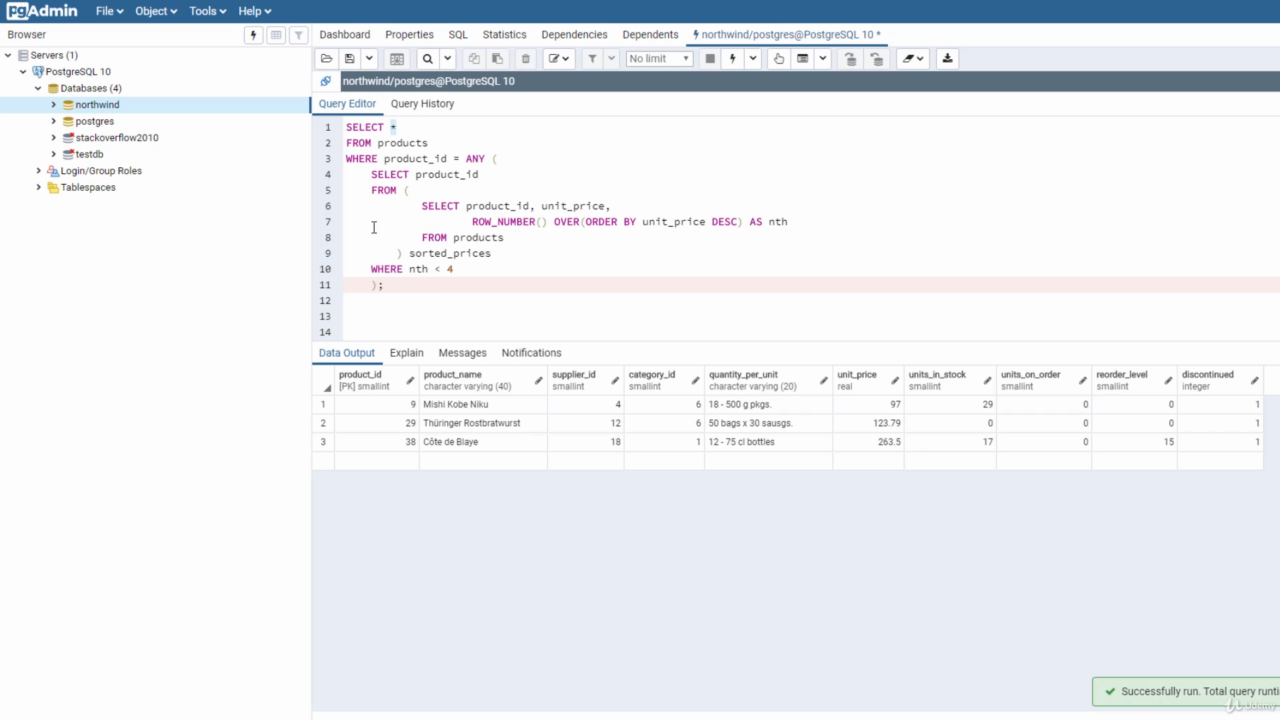 pgAdmin File Object Tools Help
Browser Dashboard Properties SQL Statistics Dependencies Dependents northwind/postgres@PostgreSQL 10 *
Servers (1)
PostgreSQL 10
Databases (4)
northwind
postgres
stackoverflow2010
testdb
Login/Group Roles
Tablespaces
No limit
northwind/postgres@PostgreSQL 10
Query Editor Query History
1 SELECT *
2 FROM products
3 WHERE product_id = ANY (
4 SELECT product_id
5 FROM (
6 SELECT product_id, unit_price,
7 ROW_NUMBER() OVER(ORDER BY unit_price DESC) AS nth
8 FROM products
9 ) sorted_prices
10 WHERE nth < 4
11 );
12
13
14
Data Output Explain Messages Notifications
product_id product_name supplier_id category_id quantity_per_unit unit_price units_in_stock units_on_order reorder_level discontinued
[PK] smallint character varying (40) smallint smallint character varying (20) real smallint smallint smallint integer
1 9 Mishi Kobe Niku 4 6 18 - 500 g pkgs. 97 29 0 0 1
2 29 Thüringer Rostbratwurst 12 6 50 bags x 30 sausgs. 123.79 0 0 0 1
3 38 Côte de Blaye 18 1 12 - 75 cl bottles 263.5 17 0 15 1
Successfully run. Total query runti
Udemy